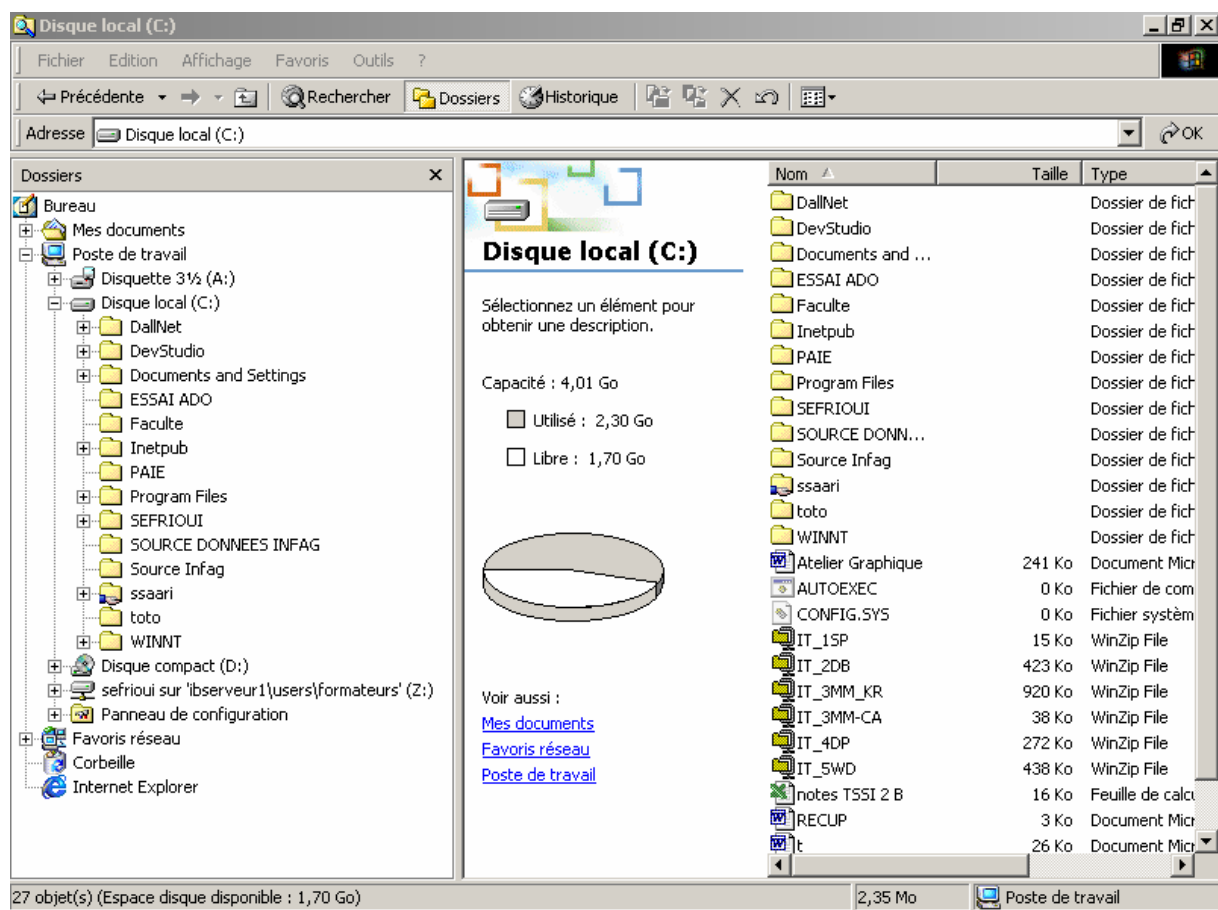 Disque local (C:)
Fichier Edition Affichage Favoris Outils ?
Précédente Rechercher Dossiers Historique
Adresse Disque local (C:) OK
Dossiers
Bureau
Mes documents
Poste de travail
Disquette 3½ (A:)
Disque local (C:)
DallNet
DevStudio
Documents and Settings
ESSAI ADO
Faculte
Inetpub
PAIE
Program Files
SEFRIOUI
SOURCE DONNEES INFAG
Source Infag
ssaari
toto
WINNT
Disque compact (D:)
sefrioui sur 'ibserveur1\users\formateurs' (Z:)
Panneau de configuration
Favoris réseau
Corbeille
Internet Explorer
Disque local (C:)
Sélectionnez un élément pour
obtenir une description.
Capacité : 4,01 Go
Utilisé : 2,30 Go
Libre : 1,70 Go
Voir aussi :
Mes documents
Favoris réseau
Poste de travail
Nom Taille Type
DallNet Dossier de fich
DevStudio Dossier de fich
Documents and ... Dossier de fich
ESSAI ADO Dossier de fich
Faculte Dossier de fich
Inetpub Dossier de fich
PAIE Dossier de fich
Program Files Dossier de fich
SEFRIOUI Dossier de fich
SOURCE DONN... Dossier de fich
Source Infag Dossier de fich
ssaari Dossier de fich
toto Dossier de fich
WINNT Dossier de fich
Atelier Graphique 241 Ko Document Micr
AUTOEXEC 0 Ko Fichier de com
CONFIG.SYS 0 Ko Fichier systèm
IT_1SP 15 Ko WinZip File
IT_2DB 423 Ko WinZip File
IT_3MM_KR 920 Ko WinZip File
IT_3MM-CA 38 Ko WinZip File
IT_4DP 272 Ko WinZip File
IT_5WD 438 Ko WinZip File
notes TSSI 2 B 16 Ko Feuille de calcu
RECUP 3 Ko Document Micr
t 26 Ko Document Micr
27 objet(s) (Espace disque disponible : 1,70 Go) 2,35 Mo Poste de travail